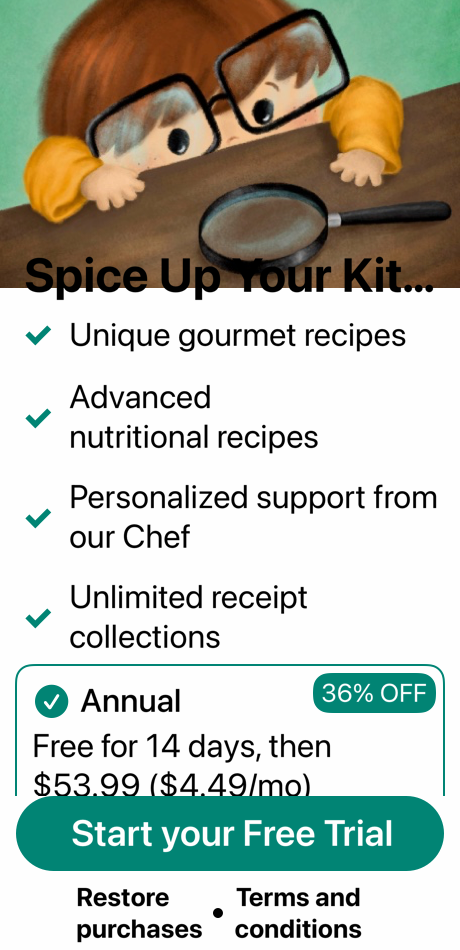 Spice Up Your Kit...
Unique gourmet recipes
Advanced
nutritional recipes
Personalized support from
our Chef
Unlimited receipt
collections
Annual
36% OFF
Free for 14 days, then
$53.99 ($4.49/mo)
Start your Free Trial
Restore
purchases
•
Terms and
conditions